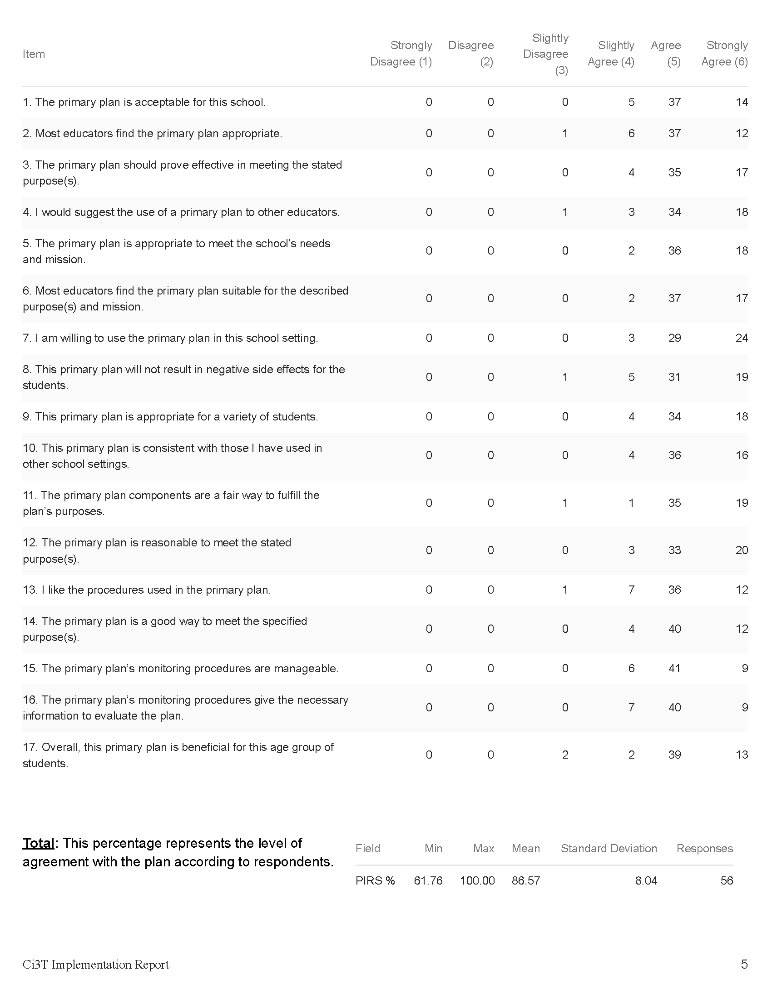 Item Strongly Disagree (1) Disagree (2) Slightly Disagree (3) Slightly Agree (4) Agree (5) Strongly Agree (6)
1. The primary plan is acceptable for this school. 0 0 0 5 37 14
2. Most educators find the primary plan appropriate. 0 0 1 6 37 12
3. The primary plan should prove effective in meeting the stated
purpose(s). 0 0 0 4 35 17
4. I would suggest the use of a primary plan to other educators. 0 0 1 3 34 18
5. The primary plan is appropriate to meet the school’s needs
and mission. 0 0 0 2 36 18
6. Most educators find the primary plan suitable for the described
purpose(s) and mission. 0 0 0 2 37 17
7. I am willing to use the primary plan in this school setting. 0 0 0 3 29 24
8. This primary plan will not result in negative side effects for the
students. 0 0 1 5 31 19
9. This primary plan is appropriate for a variety of students. 0 0 0 4 34 18
10. This primary plan is consistent with those I have used in
other school settings. 0 0 0 4 36 16
11. The primary plan components are a fair way to fulfill the
plan’s purposes. 0 0 1 1 35 19
12. The primary plan is reasonable to meet the stated
purpose(s). 0 0 0 3 33 20
13. I like the procedures used in the primary plan. 0 0 1 7 36 12
14. The primary plan is a good way to meet the specified
purpose(s). 0 0 0 4 40 12
15. The primary plan’s monitoring procedures are manageable. 0 0 0 6 41 9
16. The primary plan’s monitoring procedures give the necessary
information to evaluate the plan. 0 0 0 7 40 9
17. Overall, this primary plan is beneficial for this age group of
students. 0 0 2 2 39 13
Total: This percentage represents the level of
agreement with the plan according to respondents.
Field Min Max Mean Standard Deviation Responses
PIRS % 61.76 100.00 86.57 8.04 56
Ci3T Implementation Report 5